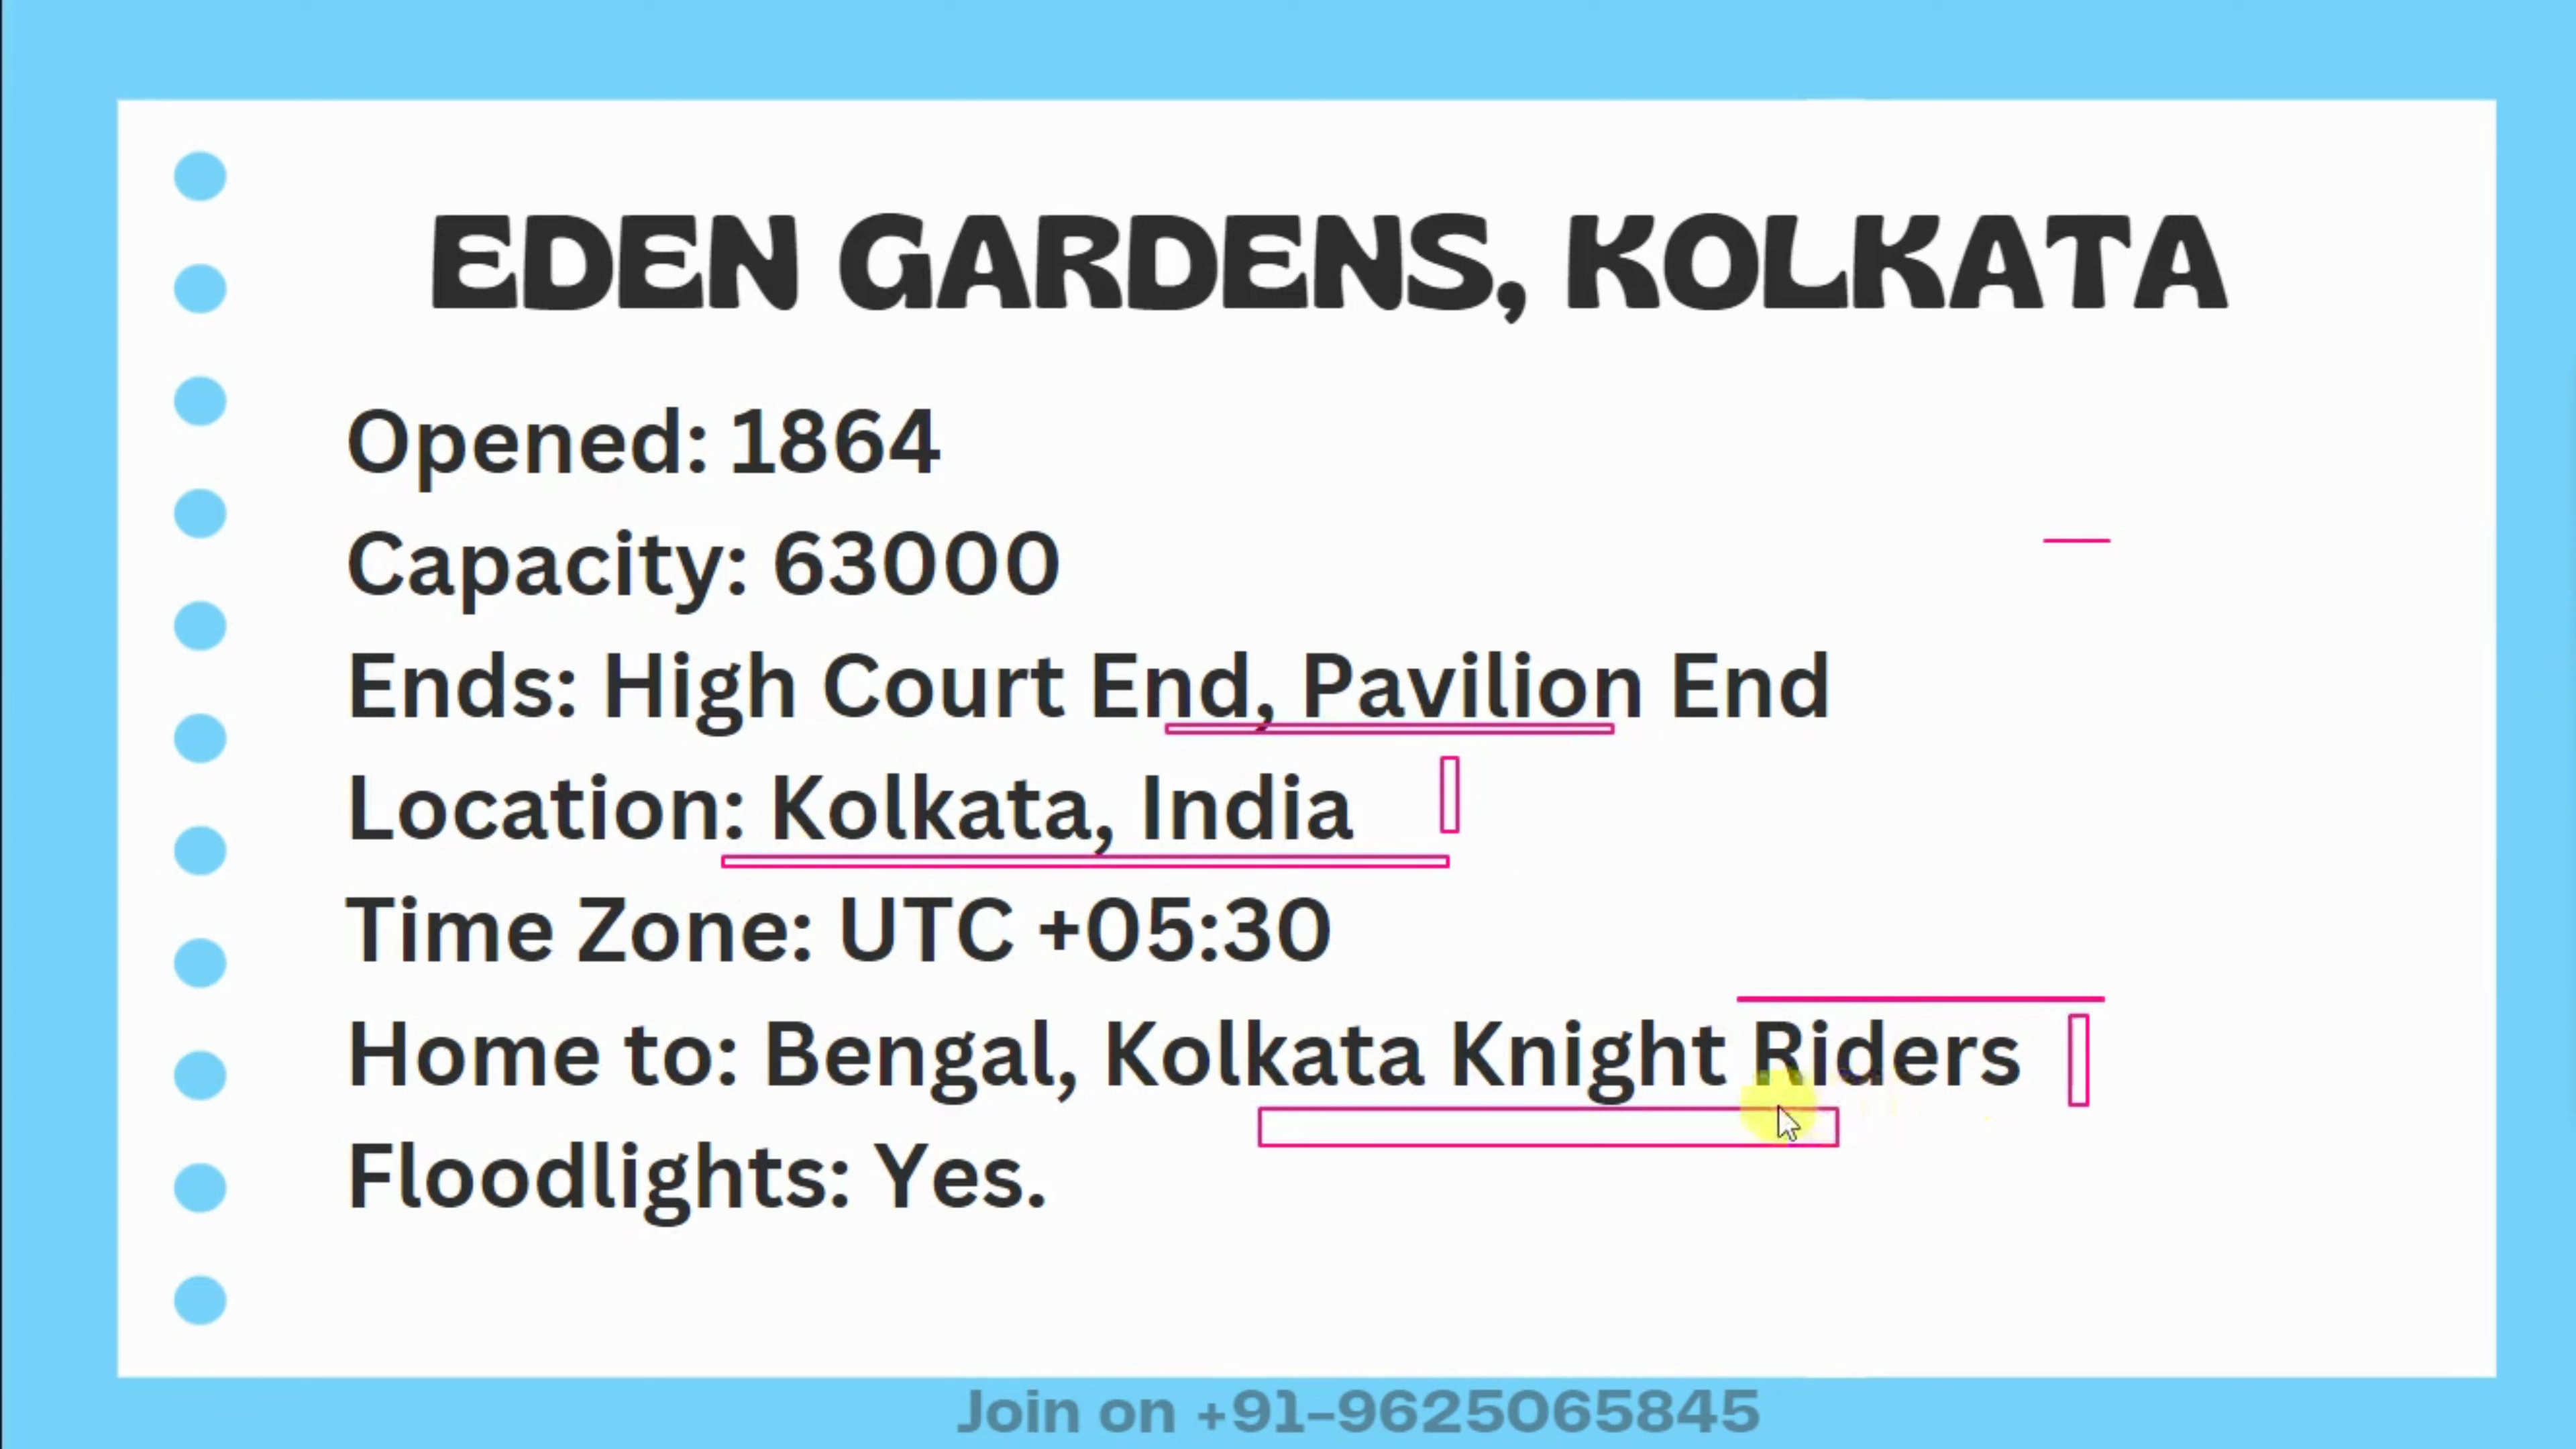 EDEN GARDENS, KOLKATA
Opened: 1864
Capacity: 63000
Ends: High Court End, Pavilion End
Location: Kolkata, India
Time Zone: UTC +05:30
Home to: Bengal, Kolkata Knight Riders
Floodlights: Yes.
Join on +91-9625065845